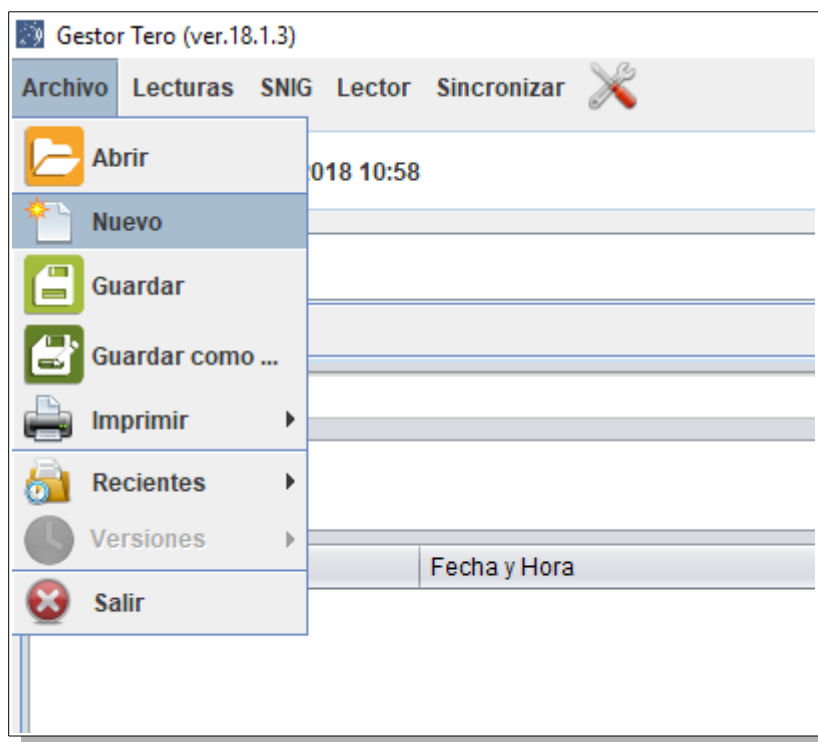 Gestor Tero (ver.18.1.3)
Archivo Lecturas SNIG Lector Sincronizar
Abrir
018 10:58
Nuevo
Guardar
Guardar como ...
Imprimir
Recientes
Versiones
Fecha y Hora
Salir